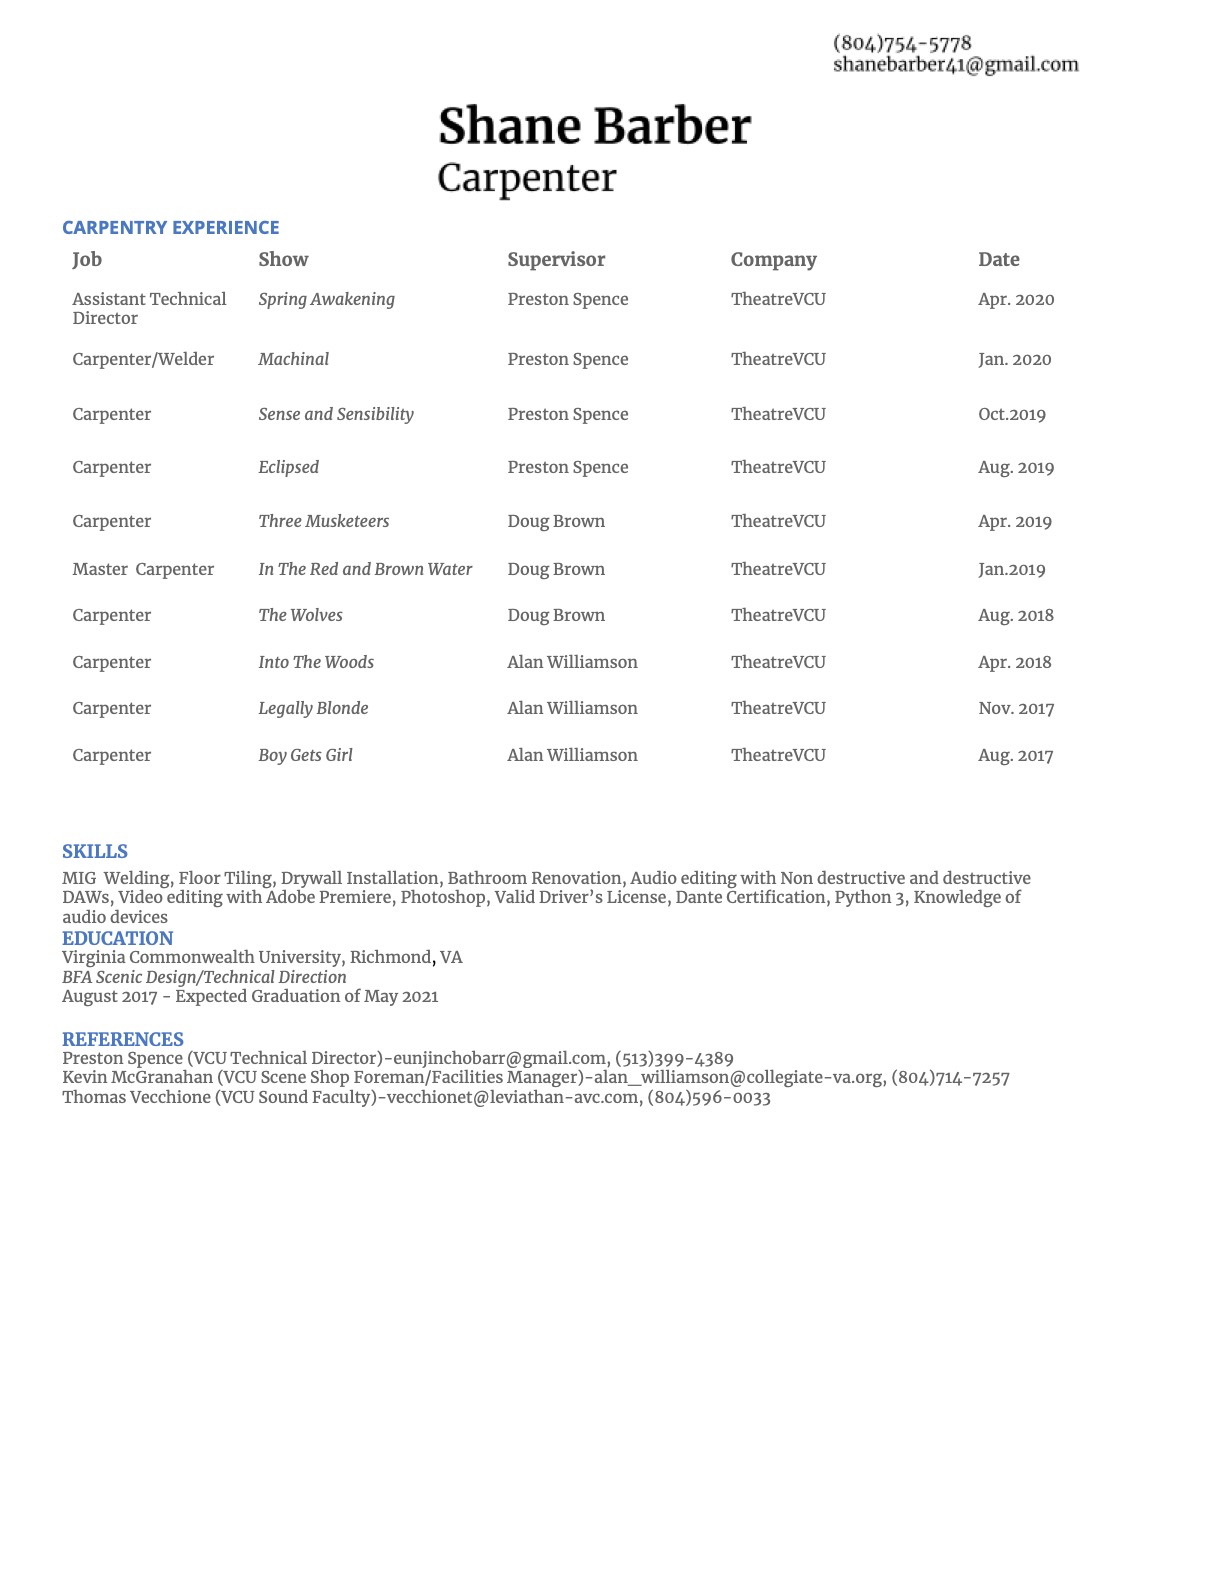 (804)754-5778
shanebarber41@gmail.com
Shane Barber
Carpenter
CARPENTRY EXPERIENCE
Job Show Supervisor Company Date
Assistant Technical Spring Awakening Preston Spence TheatreVCU Apr. 2020
Director
Carpenter/Welder Machinal Preston Spence TheatreVCU Jan. 2020
Carpenter Sense and Sensibility Preston Spence TheatreVCU Oct.2019
Carpenter Eclipsed Preston Spence TheatreVCU Aug. 2019
Carpenter Three Musketeers Doug Brown TheatreVCU Apr. 2019
Master  Carpenter In The Red and Brown Water Doug Brown TheatreVCU Jan.2019
Carpenter The Wolves Doug Brown TheatreVCU Aug. 2018
Carpenter Into The Woods Alan Williamson TheatreVCU Apr. 2018
Carpenter Legally Blonde Alan Williamson TheatreVCU Nov. 2017
Carpenter Boy Gets Girl Alan Williamson TheatreVCU Aug. 2017
SKILLS
MIG  Welding, Floor Tiling, Drywall Installation, Bathroom Renovation, Audio editing with Non destructive and destructive
DAWs, Video editing with Adobe Premiere, Photoshop, Valid Driver’s License, Dante Certification, Python 3, Knowledge of
audio devices
EDUCATION
Virginia Commonwealth University, Richmond, VA
BFA Scenic Design/Technical Direction
August 2017 - Expected Graduation of May 2021
REFERENCES
Preston Spence (VCU Technical Director)-eunjinchobarr@gmail.com, (513)399-4389
Kevin McGranahan (VCU Scene Shop Foreman/Facilities Manager)-alan_williamson@collegiate-va.org, (804)714-7257
Thomas Vecchione (VCU Sound Faculty)-vecchionet@leviathan-avc.com, (804)596-0033